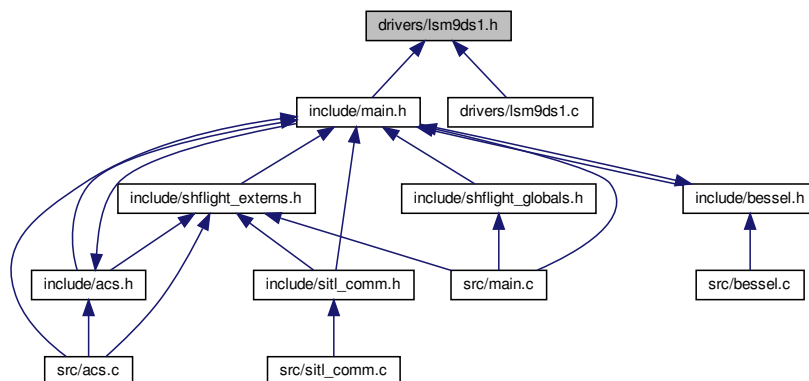 drivers/lsm9ds1.h
include/main.h
drivers/lsm9ds1.c
include/shflight_externs.h
include/shflight_globals.h
include/bessel.h
include/acs.h
include/sitl_comm.h
src/main.c
src/bessel.c
src/acs.c
src/sitl_comm.c